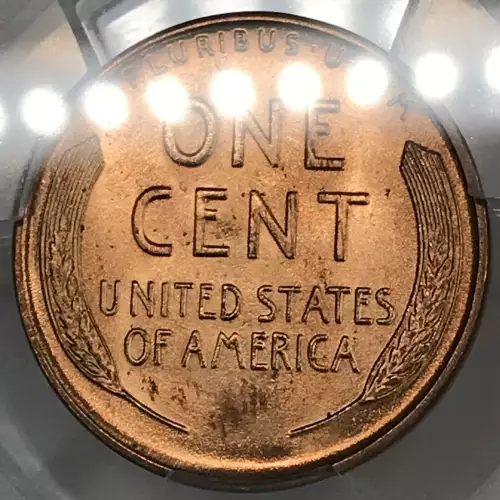 PLURIBUS · U M
ONE
CENT
UNITED STATES
OF AMERICA